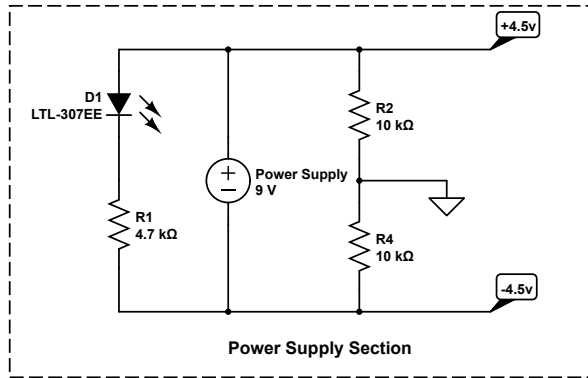 +4.5v
D1
LTL-307EE
R2
10 kΩ
+
−
Power Supply
9 V
R1
4.7 kΩ
R4
10 kΩ
-4.5v
Power Supply Section